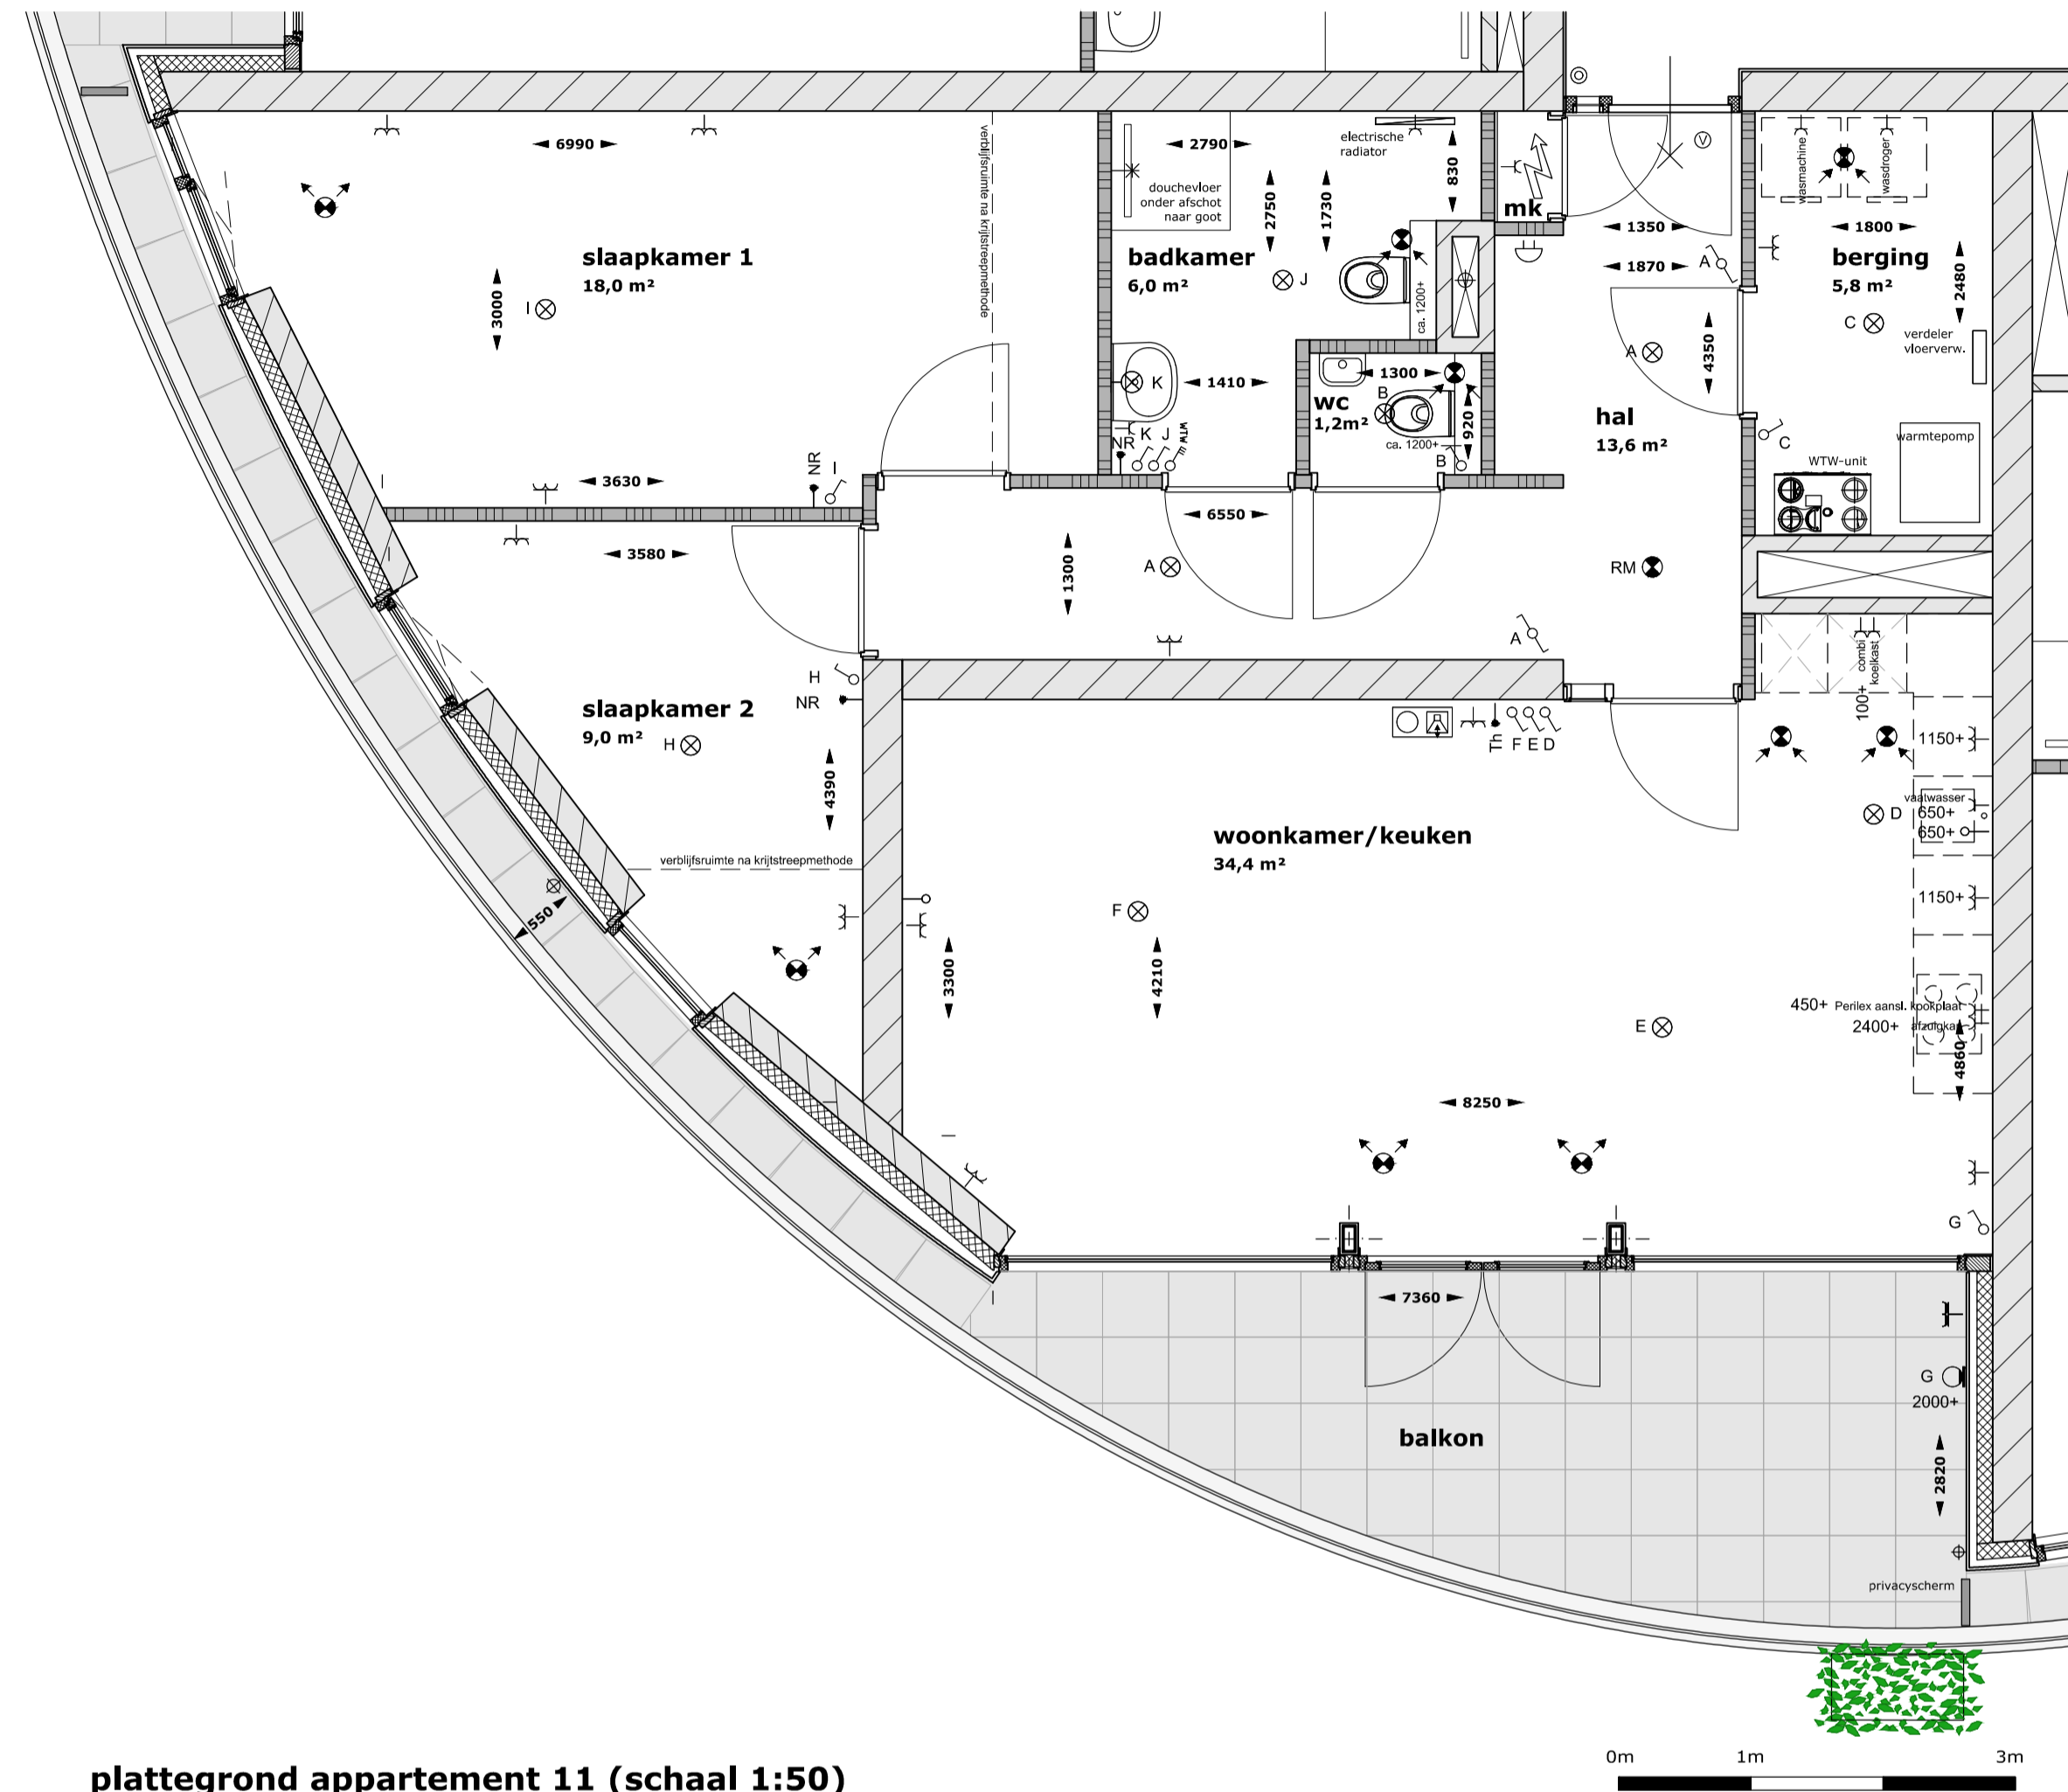 6990
verblijfsruimte na krijtstreepmethode
slaapkamer 1
18,0 m²
3000
I
3630
NR
I
2790
douchevloer
onder afschot
naar goot
electrische
radiator
830
2750
1730
badkamer
6,0 m²
J
ca. 1200+
K
1410
NR
K
J
WTW
1300
B
wc
1,2m²
920
ca. 1200+
B
mk
V
1350
1870
A
A
4350
hal
13,6 m²
wasmachine
wasdroger
1800
berging
5,8 m²
2480
C
verdeler
vloerverw.
C
warmtepomp
WTW-unit
3580
6550
1300
A
RM
A
H
NR
slaapkamer 2
9,0 m²
H
4390
verblijfsruimte na krijtstreepmethode
550
Th
F E D
100+
combi
koelkast
1150+
vaatwasser
D
650+
650+
woonkamer/keuken
34,4 m²
1150+
F
3300
4210
450+ Perilex aansl. kookplaat
2400+ afzuigkap
E
4860
8250
G
7360
G
2000+
balkon
2820
privacyscherm
plattegrond appartement 11 (schaal 1:50)
0m 1m 3m